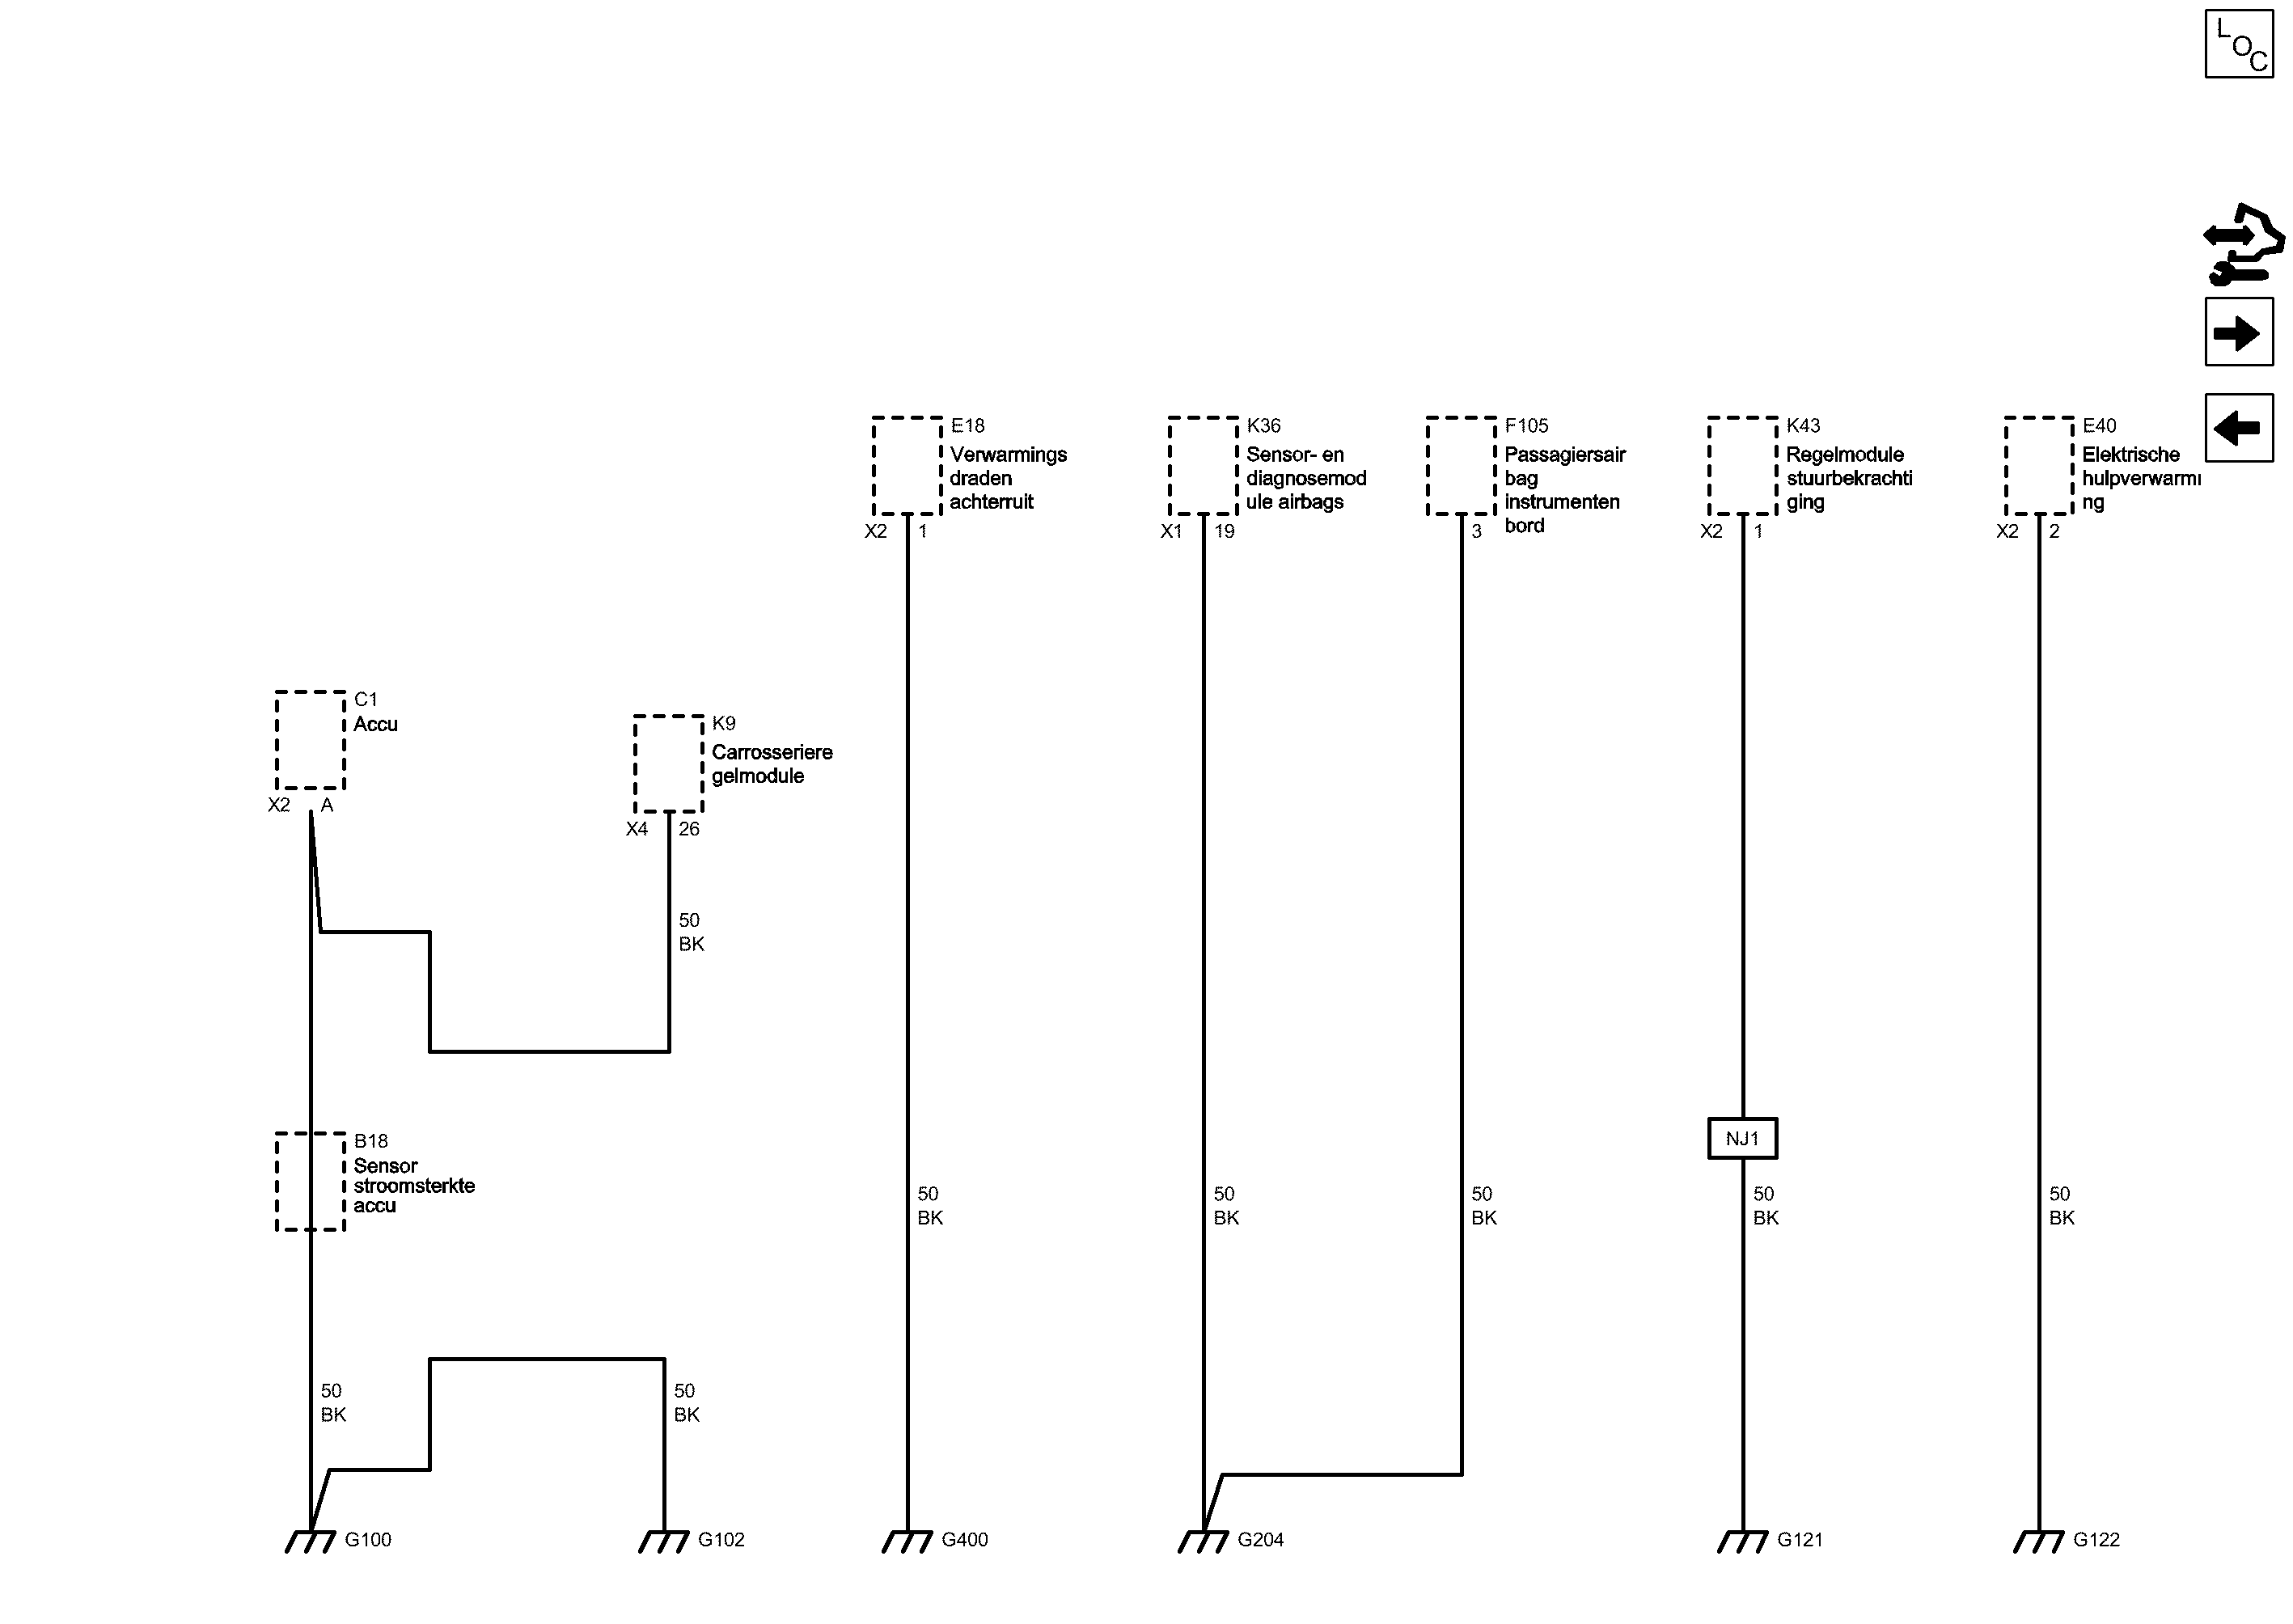 LOC
E18
Verwarmings
draden
achterruit
X2 1
K36
Sensor- en
diagnosemod
ule airbags
X1 19
F105
Passagiersair
bag
instrumenten
bord
3
K43
Regelmodule
stuurbekrachti
ging
X2 1
E40
Elektrische
hulpverwarmi
ng
X2 2
C1
Accu
X2 A
K9
Carrosseriere
gelmodule
X4 26
50
BK
B18
Sensor
stroomsterkte
accu
NJ1
50
BK
50
BK
50
BK
50
BK
50
BK
50
BK
50
BK
G100
G102
G400
G204
G121
G122